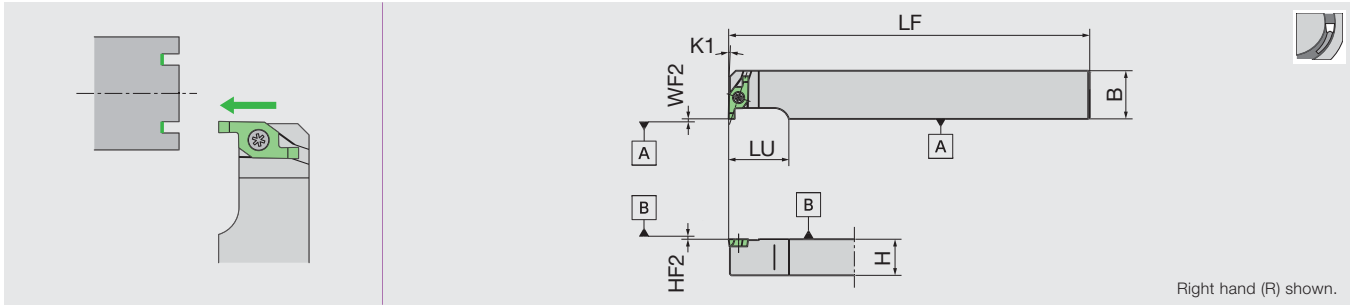 LF
K1
WF2
B
A
A
LU
B
B
HF2
H
Right hand (R) shown.